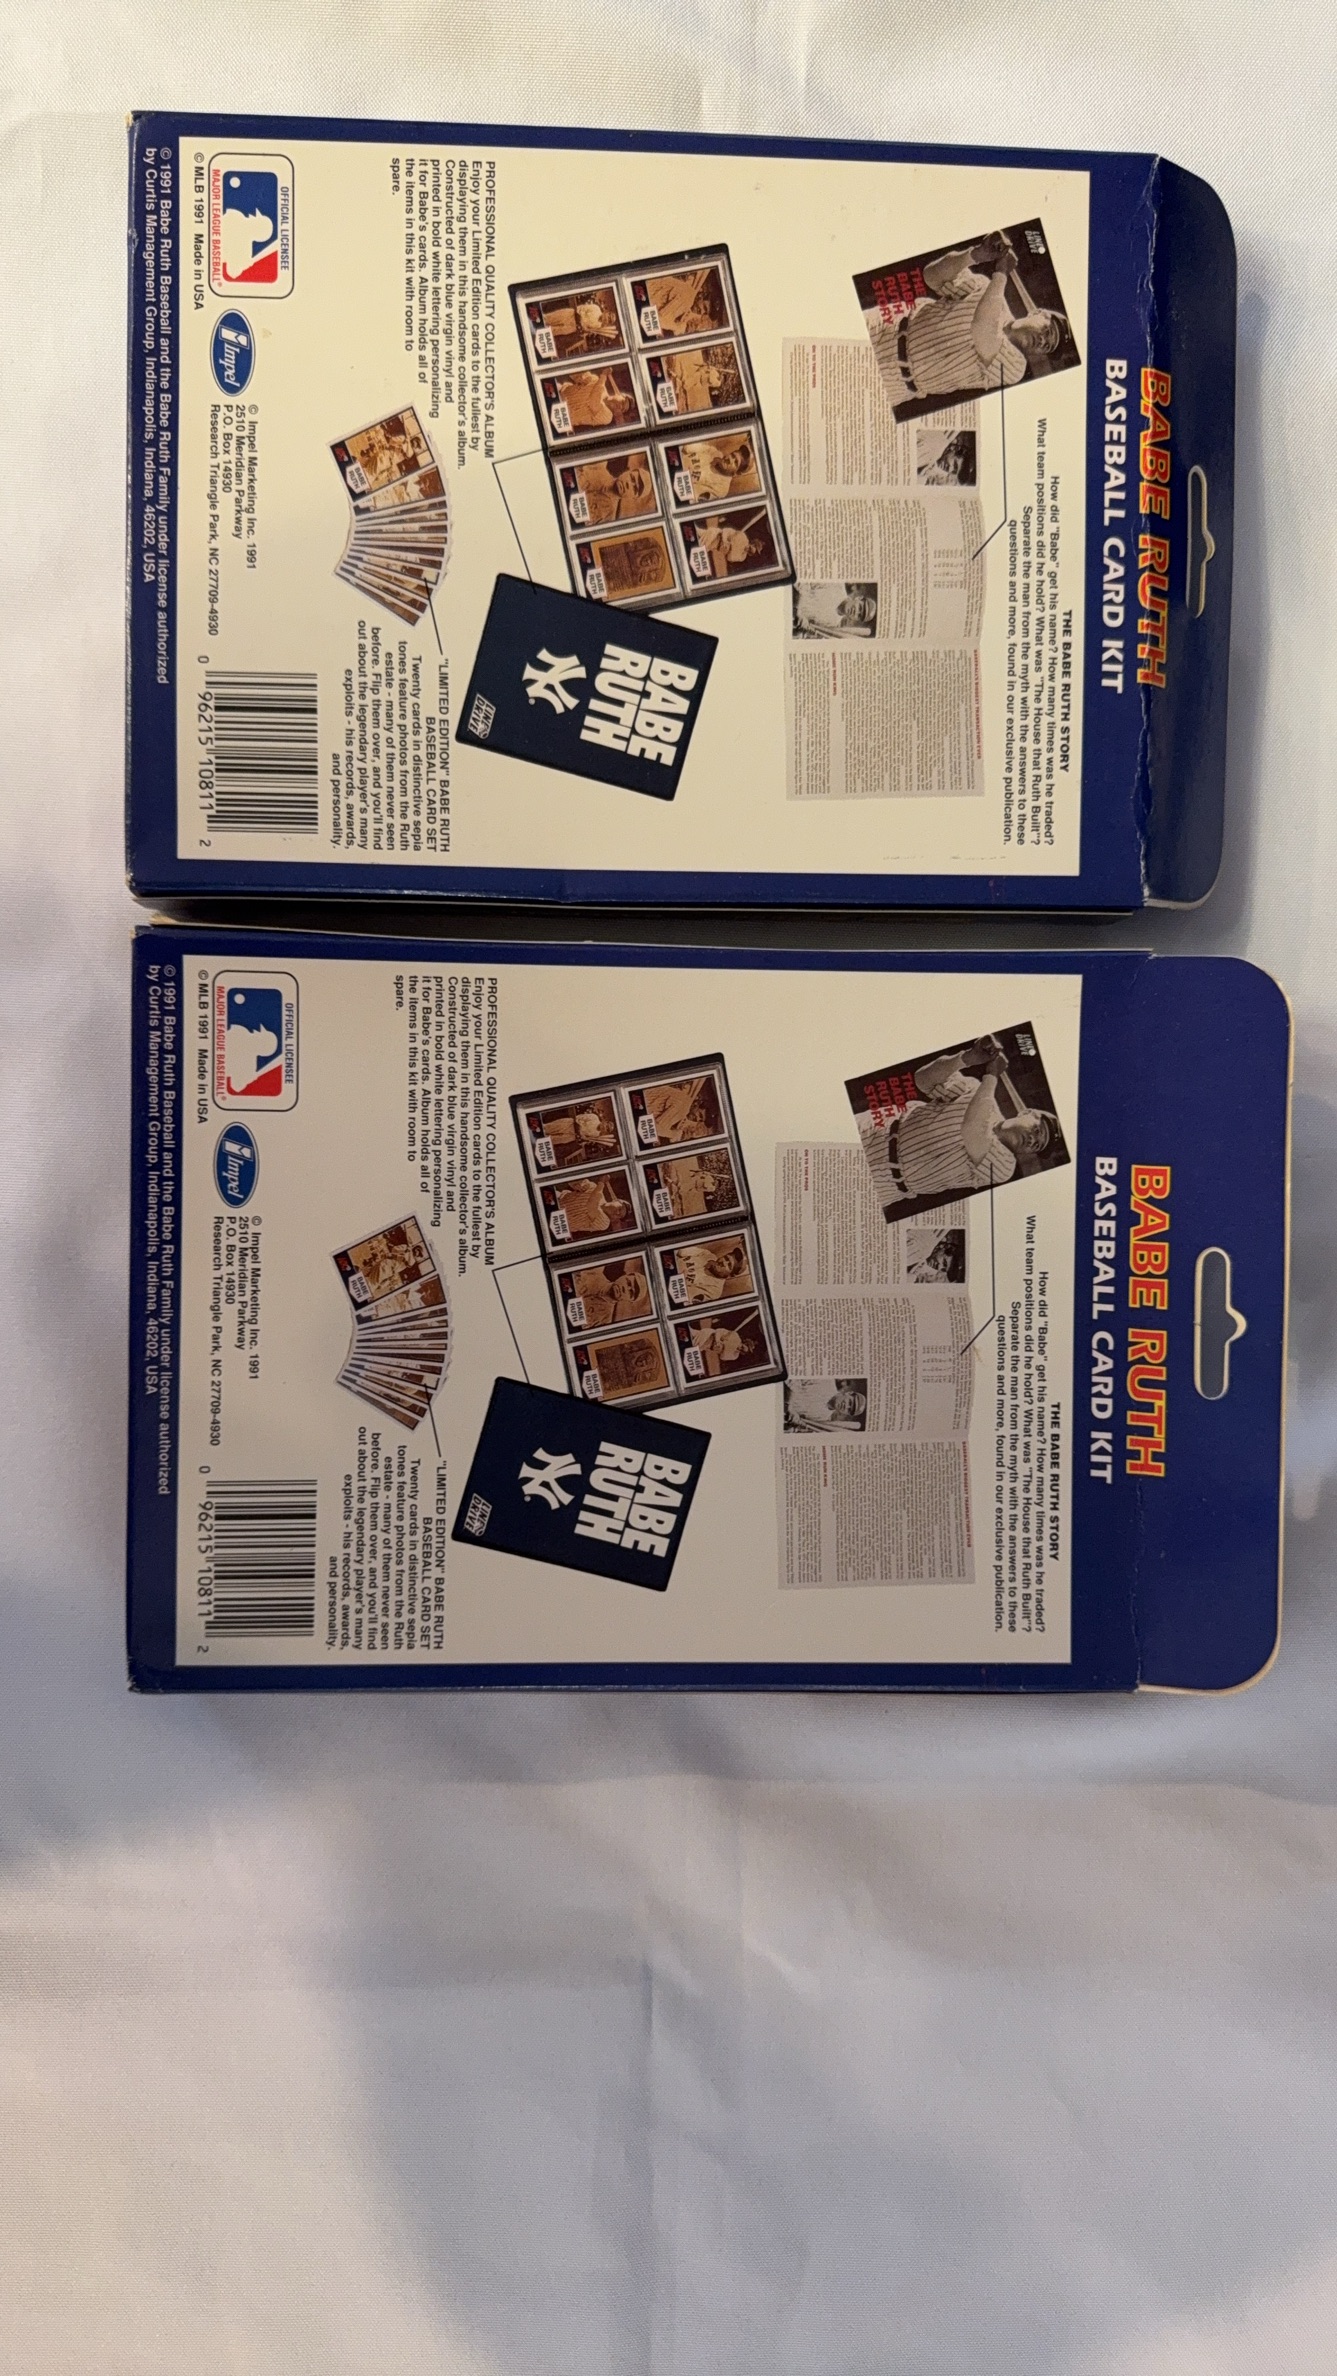 BABE RUTH
BASEBALL CARD KIT
THE BABE RUTH STORY
How did "Babe" get his name? How many times was he traded?
What team positions did he hold? What was "The House that Ruth Built"?
Separate the man from the myth with the answers to these
questions and more, found in our exclusive publication.
LINE
DRIVE
THE
BABE
RUTH
STORY
BABE
RUTH
LINE
DRIVE
PROFESSIONAL QUALITY COLLECTOR'S ALBUM
Enjoy your Limited Edition cards to the fullest by
displaying them in this handsome collector's album.
Constructed of dark blue virgin vinyl and
printed in bold white lettering personalizing
it for Babe's cards. Album holds all of
the items in this kit with room to
spare.
"LIMITED EDITION" BABE RUTH
BASEBALL CARD SET
Twenty cards in distinctive sepia
tones feature photos from the Ruth
estate - many of them never seen
before. Flip them over, and you'll find
out about the legendary player's many
exploits - his records, awards,
and personality.
OFFICIAL LICENSEE
MAJOR LEAGUE BASEBALL®
© MLB 1991 Made in USA
Impel
© Impel Marketing Inc. 1991
2510 Meridian Parkway
P.O. Box 14930
Research Triangle Park, NC 27709-4930
0 96215 10811 2
© 1991 Babe Ruth Baseball and the Babe Ruth Family under license authorized
by Curtis Management Group, Indianapolis, Indiana, 46202, USA
BABE RUTH
BASEBALL CARD KIT
THE BABE RUTH STORY
How did "Babe" get his name? How many times was he traded?
What team positions did he hold? What was "The House that Ruth Built"?
Separate the man from the myth with the answers to these
questions and more, found in our exclusive publication.
LINE
DRIVE
THE
BABE
RUTH
STORY
BABE
RUTH
LINE
DRIVE
PROFESSIONAL QUALITY COLLECTOR'S ALBUM
Enjoy your Limited Edition cards to the fullest by
displaying them in this handsome collector's album.
Constructed of dark blue virgin vinyl and
printed in bold white lettering personalizing
it for Babe's cards. Album holds all of
the items in this kit with room to
spare.
"LIMITED EDITION" BABE RUTH
BASEBALL CARD SET
Twenty cards in distinctive sepia
tones feature photos from the Ruth
estate - many of them never seen
before. Flip them over, and you'll find
out about the legendary player's many
exploits - his records, awards,
and personality.
OFFICIAL LICENSEE
MAJOR LEAGUE BASEBALL®
© MLB 1991 Made in USA
Impel
© Impel Marketing Inc. 1991
2510 Meridian Parkway
P.O. Box 14930
Research Triangle Park, NC 27709-4930
0 96215 10811 2
© 1991 Babe Ruth Baseball and the Babe Ruth Family under license authorized
by Curtis Management Group, Indianapolis, Indiana, 46202, USA